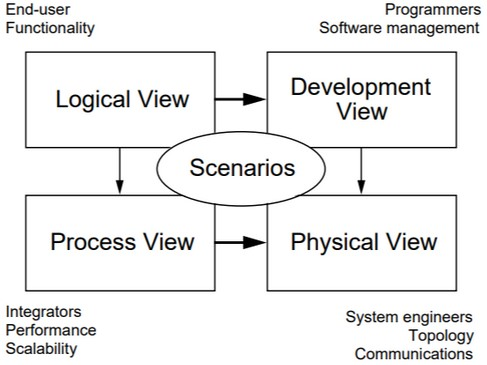 End-user
Functionality
Programmers
Software management
Logical View
Development
View
Scenarios
Process View
Physical View
Integrators
Performance
Scalability
System engineers
Topology
Communications